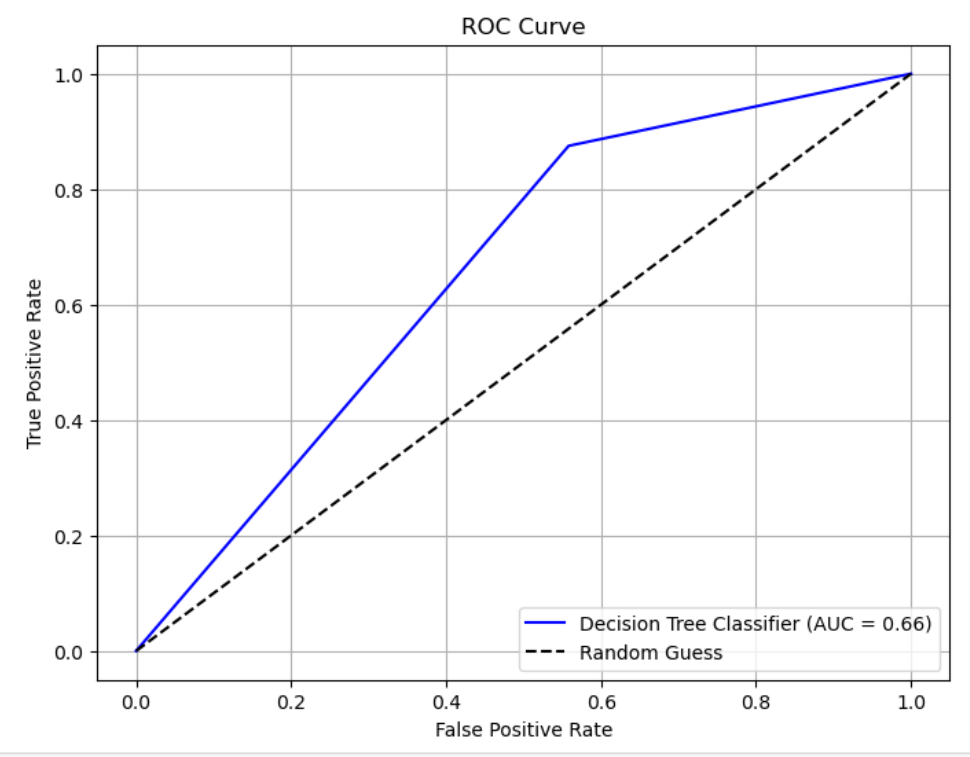 ROC Curve
1.0
0.8
0.6
0.4
0.2
0.0
True Positive Rate
0.0 0.2 0.4 0.6 0.8 1.0
False Positive Rate
Decision Tree Classifier (AUC = 0.66)
Random Guess